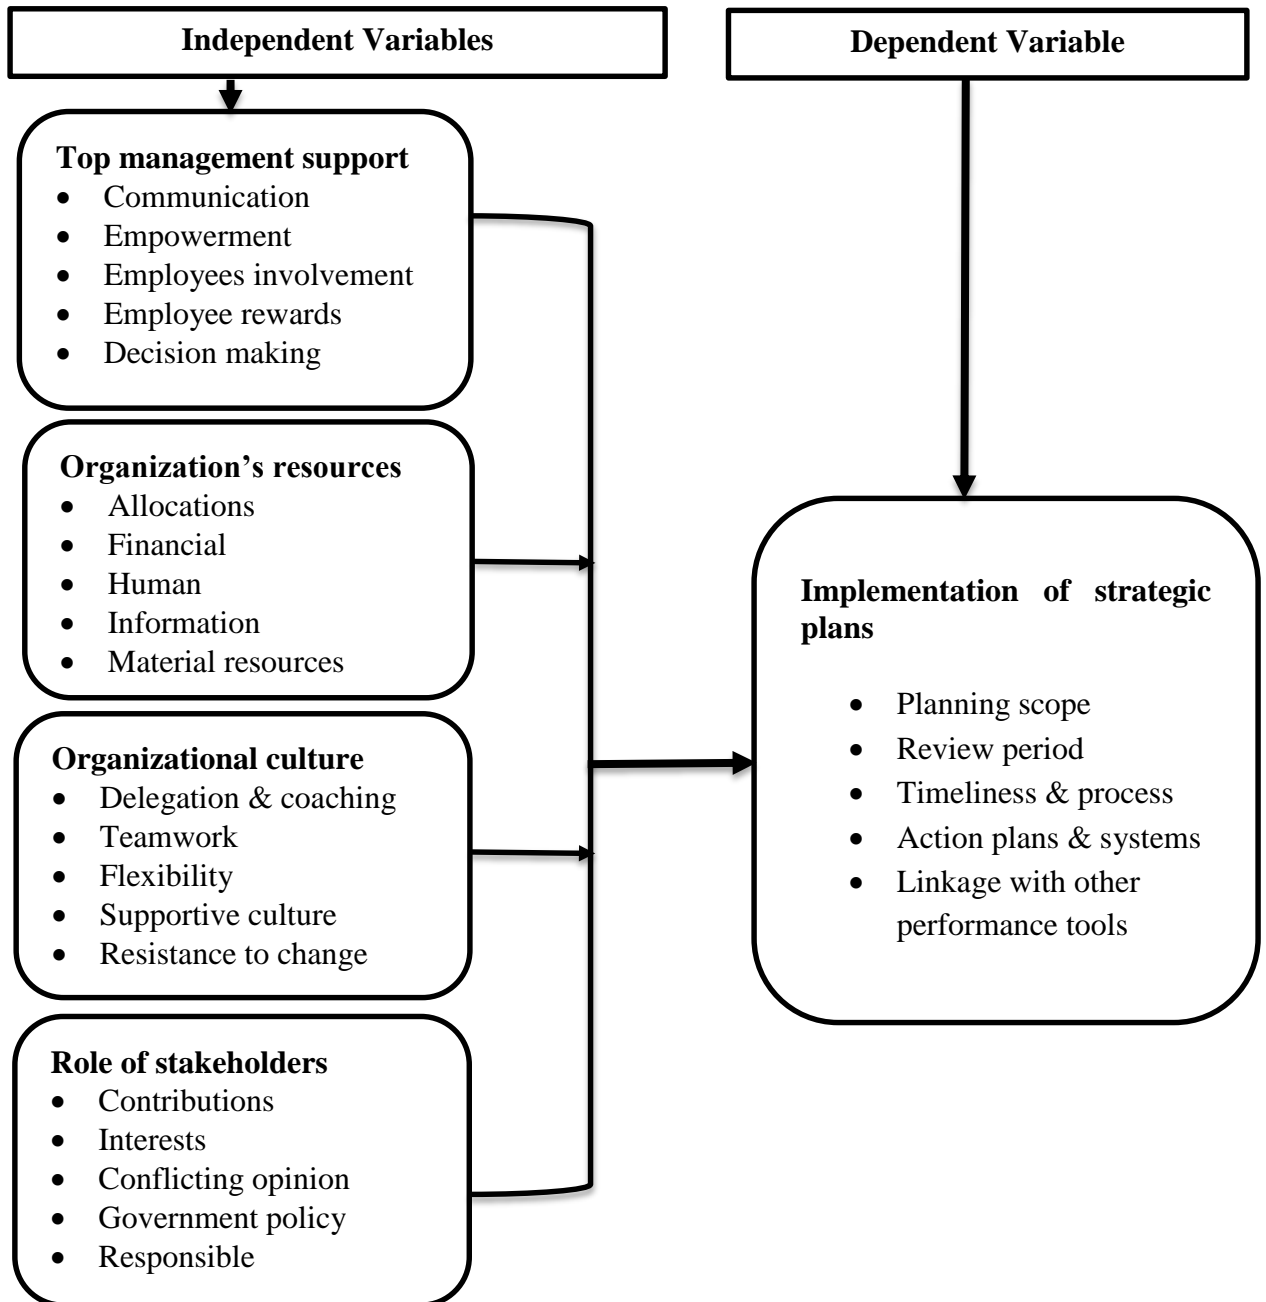 Independent Variables
Dependent Variable
Top management support
• Communication
• Empowerment
• Employees involvement
• Employee rewards
• Decision making
Organization’s resources
• Allocations
• Financial
• Human
• Information
• Material resources
Organizational culture
• Delegation & coaching
• Teamwork
• Flexibility
• Supportive culture
• Resistance to change
Role of stakeholders
• Contributions
• Interests
• Conflicting opinion
• Government policy
• Responsible
Implementation of strategic
plans
• Planning scope
• Review period
• Timeliness & process
• Action plans & systems
• Linkage with other
performance tools